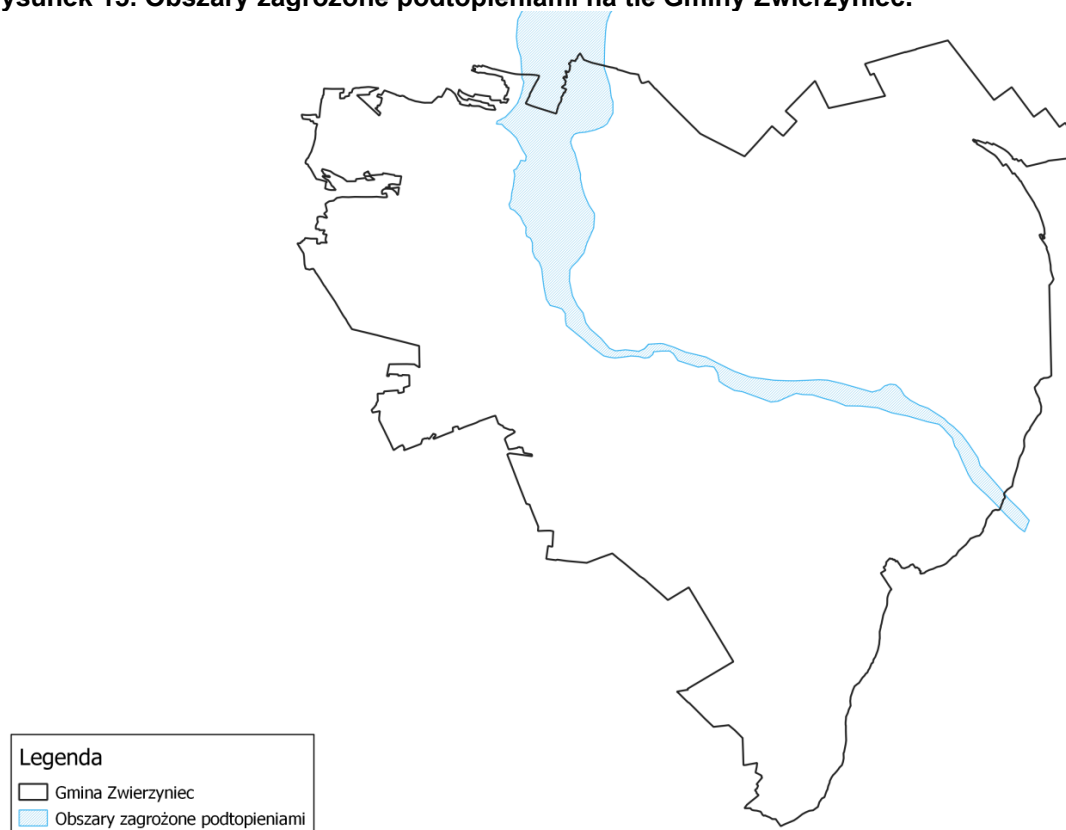 ysunek 15. Obszary zagrożone podtopieniami na tle Gminy Zwierzyniec.
Legenda
Gmina Zwierzyniec
Obszary zagrożone podtopieniami